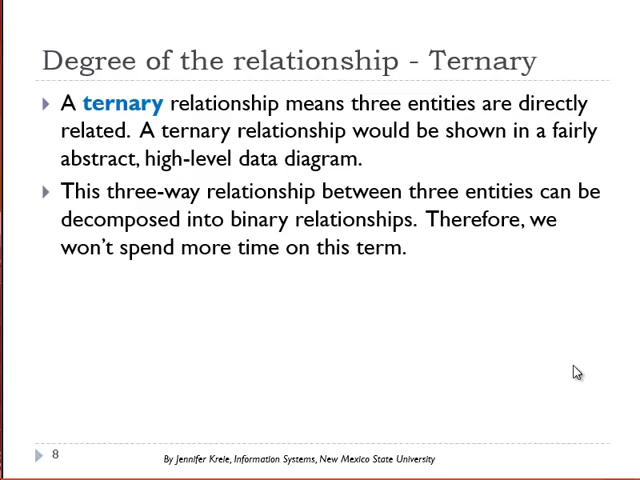 Degree of the relationship - Ternary
A ternary relationship means three entities are directly
related. A ternary relationship would be shown in a fairly
abstract, high-level data diagram.
This three-way relationship between three entities can be
decomposed into binary relationships. Therefore, we
won't spend more time on this term.
8
By Jennifer Kreie, Information Systems, New Mexico State University